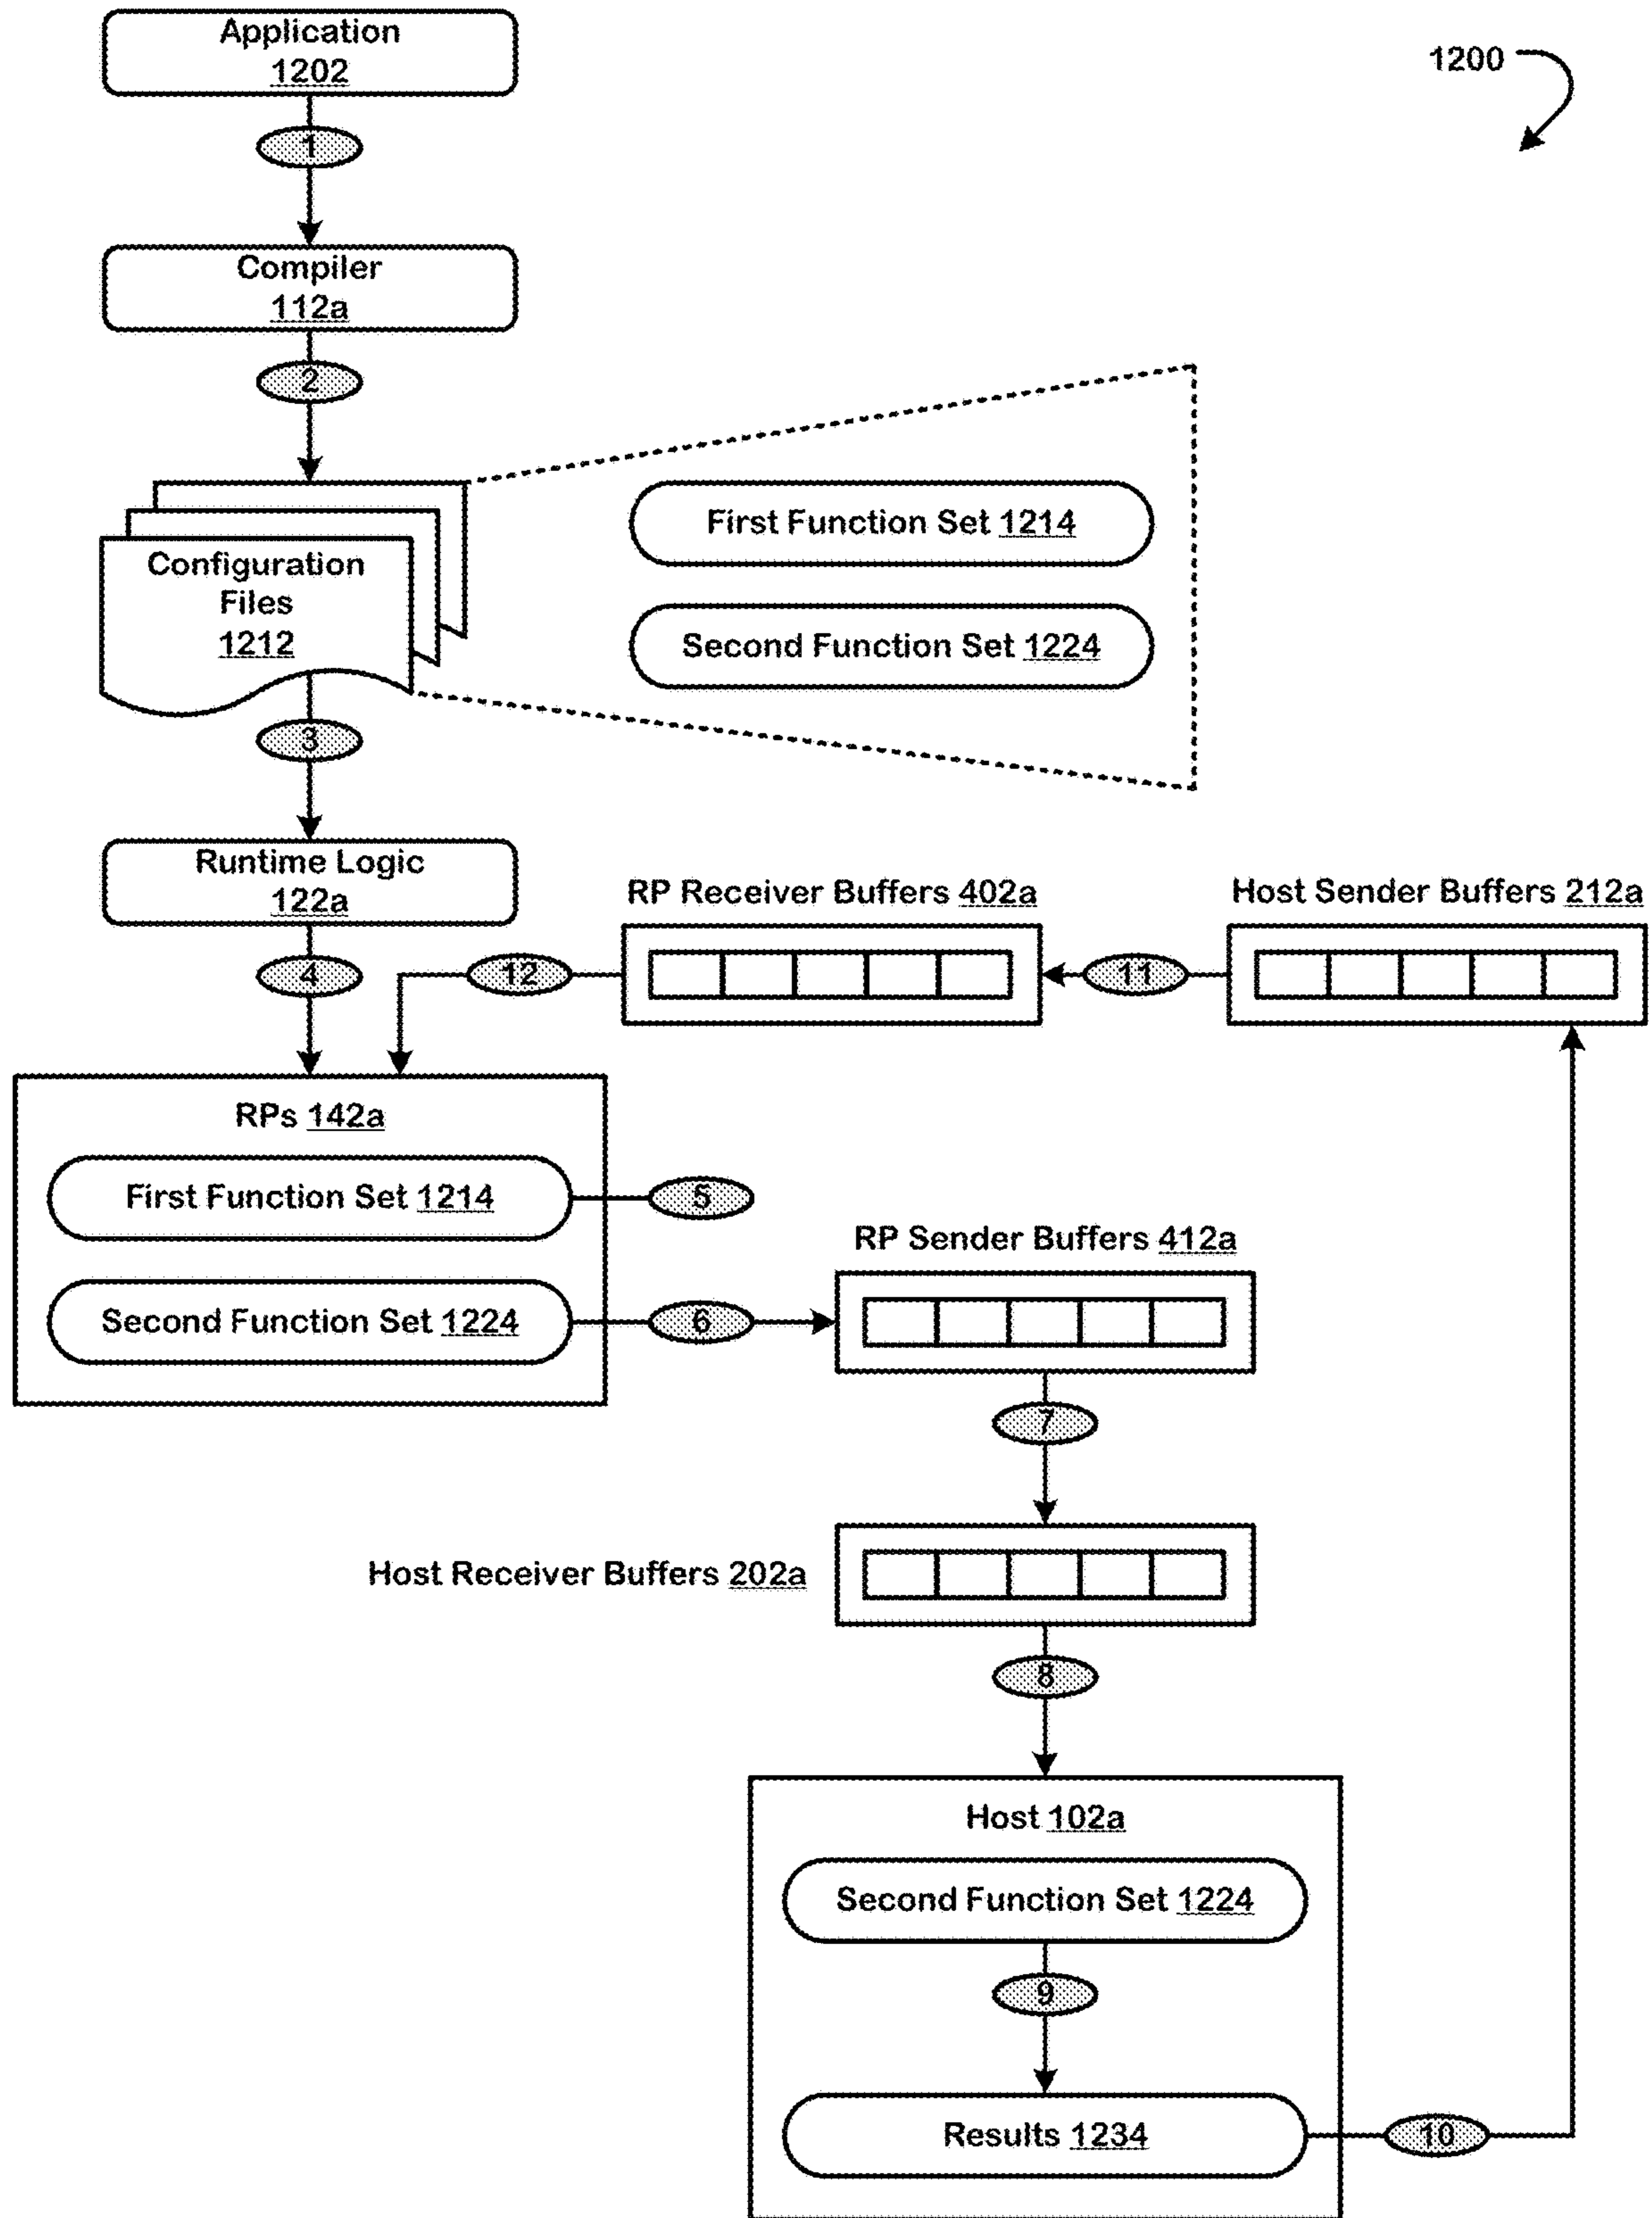 Application
1202
1200
1
Compiler
112a
2
First Function Set 1214
Configuration
Files
1212
Second Function Set 1224
3
Runtime Logic
122a
RP Receiver Buffers 402a
Host Sender Buffers 212a
4
12
11
RPs 142a
First Function Set 1214
5
RP Sender Buffers 412a
Second Function Set 1224
6
7
Host Receiver Buffers 202a
8
Host 102a
Second Function Set 1224
9
Results 1234
10